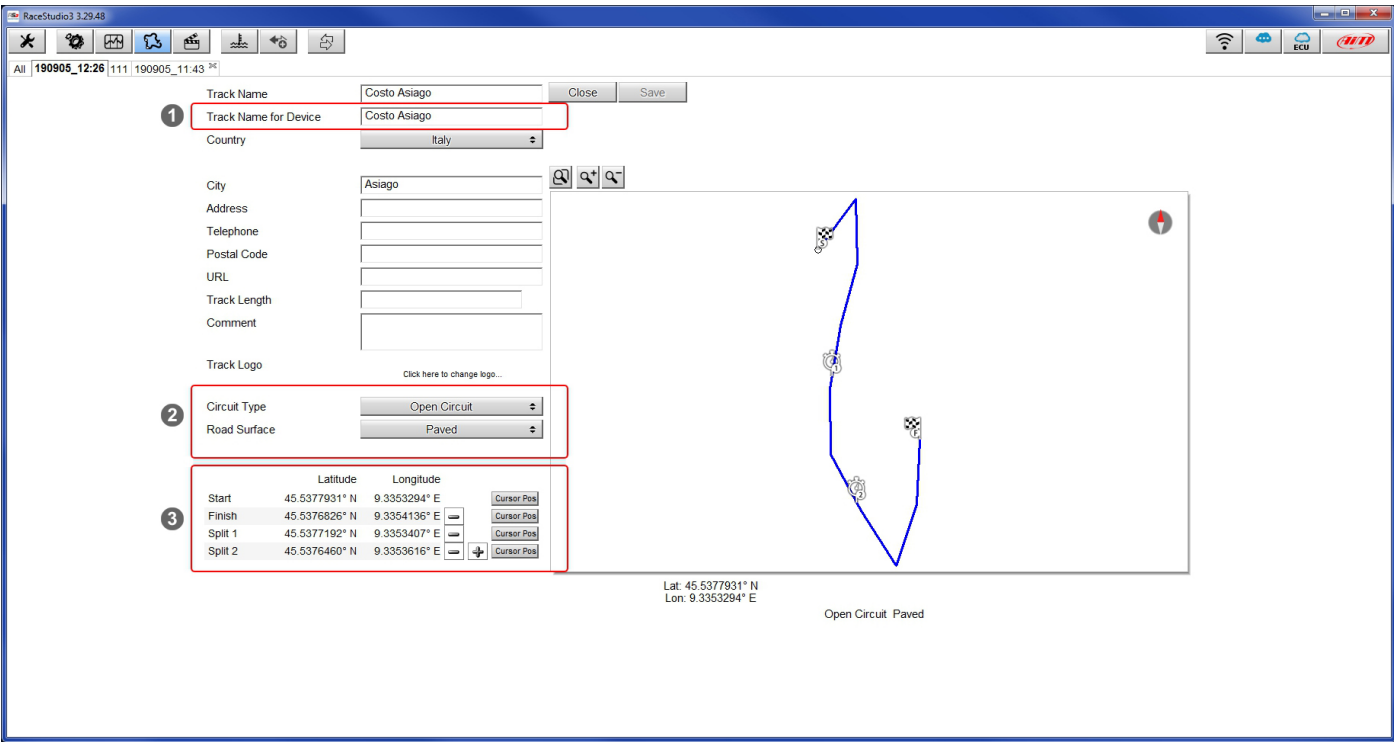 RaceStudio3 3.29.48
ECU
AIM
All 190905_12:26 111 190905_11:43
Track Name Costo Asiago Close Save
1 Track Name for Device Costo Asiago
Country Italy
City Asiago
Address
Telephone
Postal Code
URL
Track Length
Comment
Track Logo Click here to change logo...
2
Circuit Type Open Circuit
Road Surface Paved
3
Latitude Longitude
Start 45.5377931° N 9.3353294° E Cursor Pos
Finish 45.5376826° N 9.3354136° E Cursor Pos
Split 1 45.5377192° N 9.3353407° E Cursor Pos
Split 2 45.5376460° N 9.3353616° E Cursor Pos
S
1
F
2
Lat: 45.5377931° N
Lon: 9.3353294° E
Open Circuit Paved